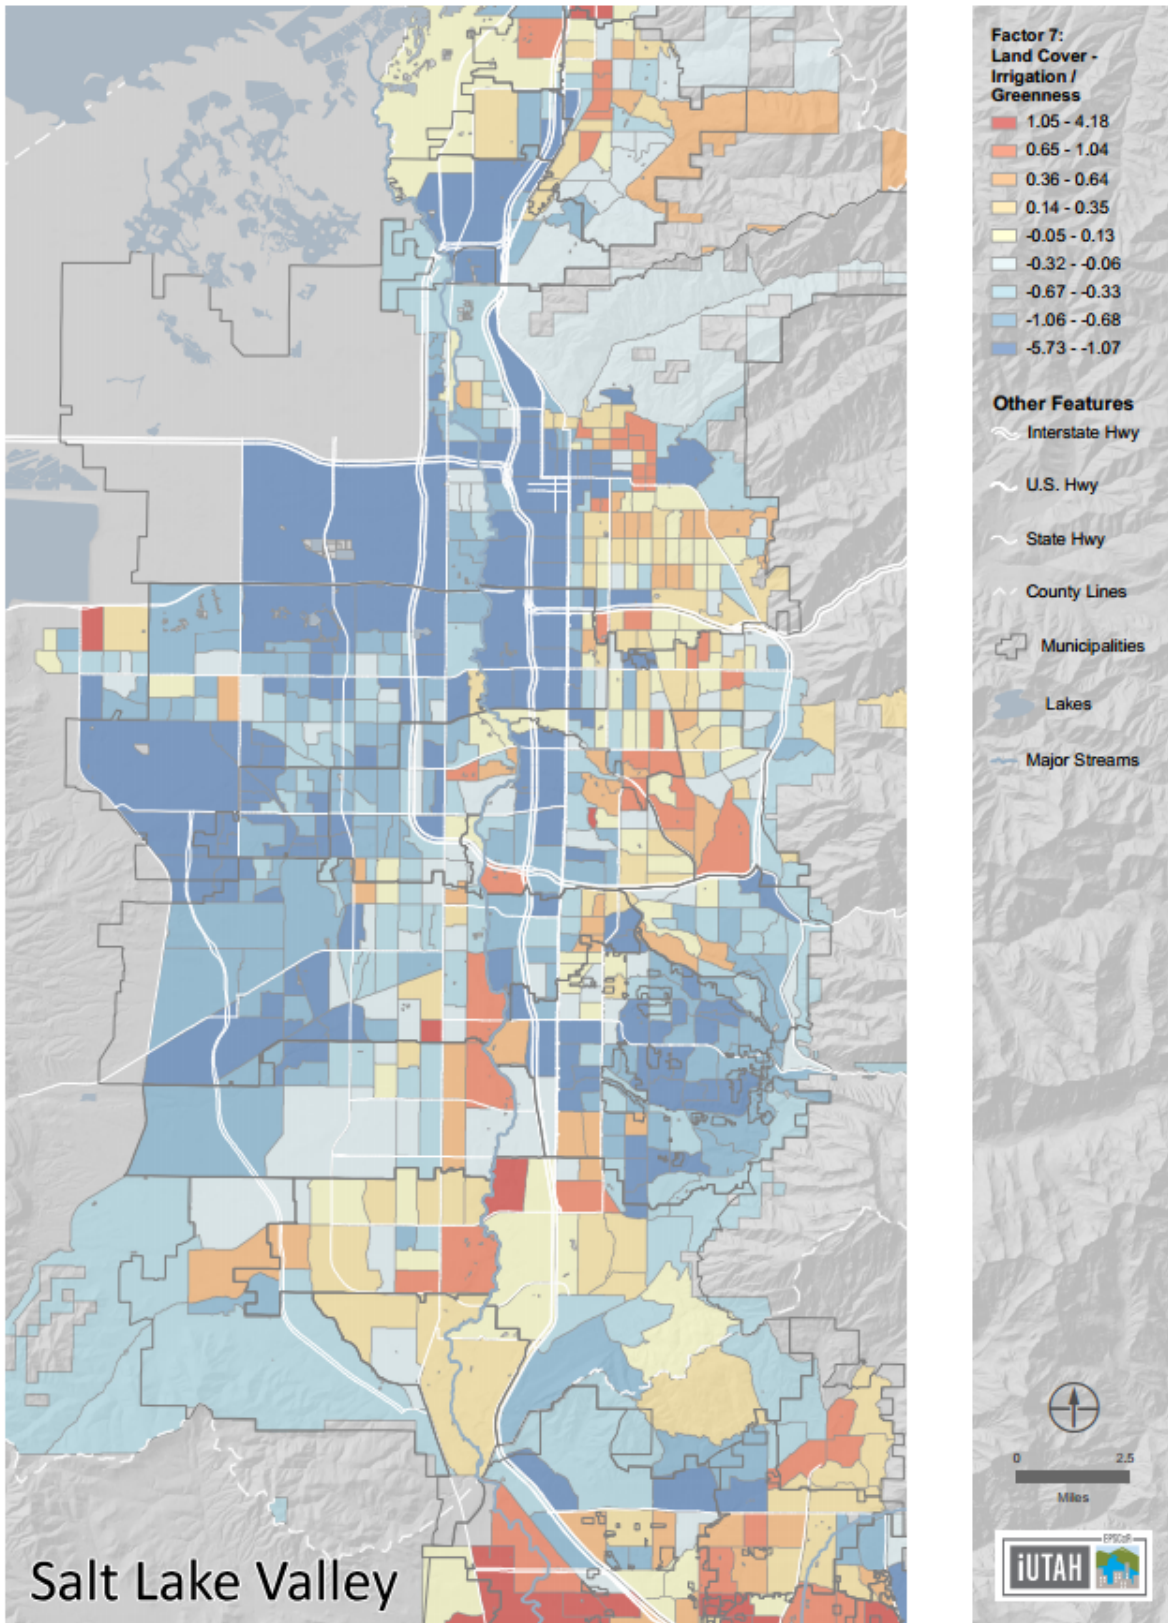 Factor 7:
Land Cover -
Irrigation /
Greenness
1.05 - 4.18
0.65 - 1.04
0.36 - 0.64
0.14 - 0.35
-0.05 - 0.13
-0.32 - -0.06
-0.67 - -0.33
-1.06 - -0.68
-5.73 - -1.07
Other Features
Interstate Hwy
U.S. Hwy
State Hwy
County Lines
Municipalities
Lakes
Major Streams
0 2.5
Miles
EPSCoR
iUTAH
Salt Lake Valley